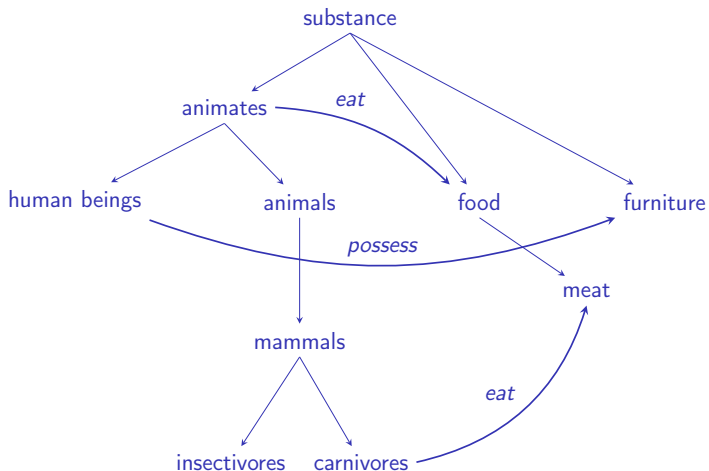 substance
animates
eat
human beings
animals
food
furniture
possess
meat
mammals
eat
insectivores
carnivores